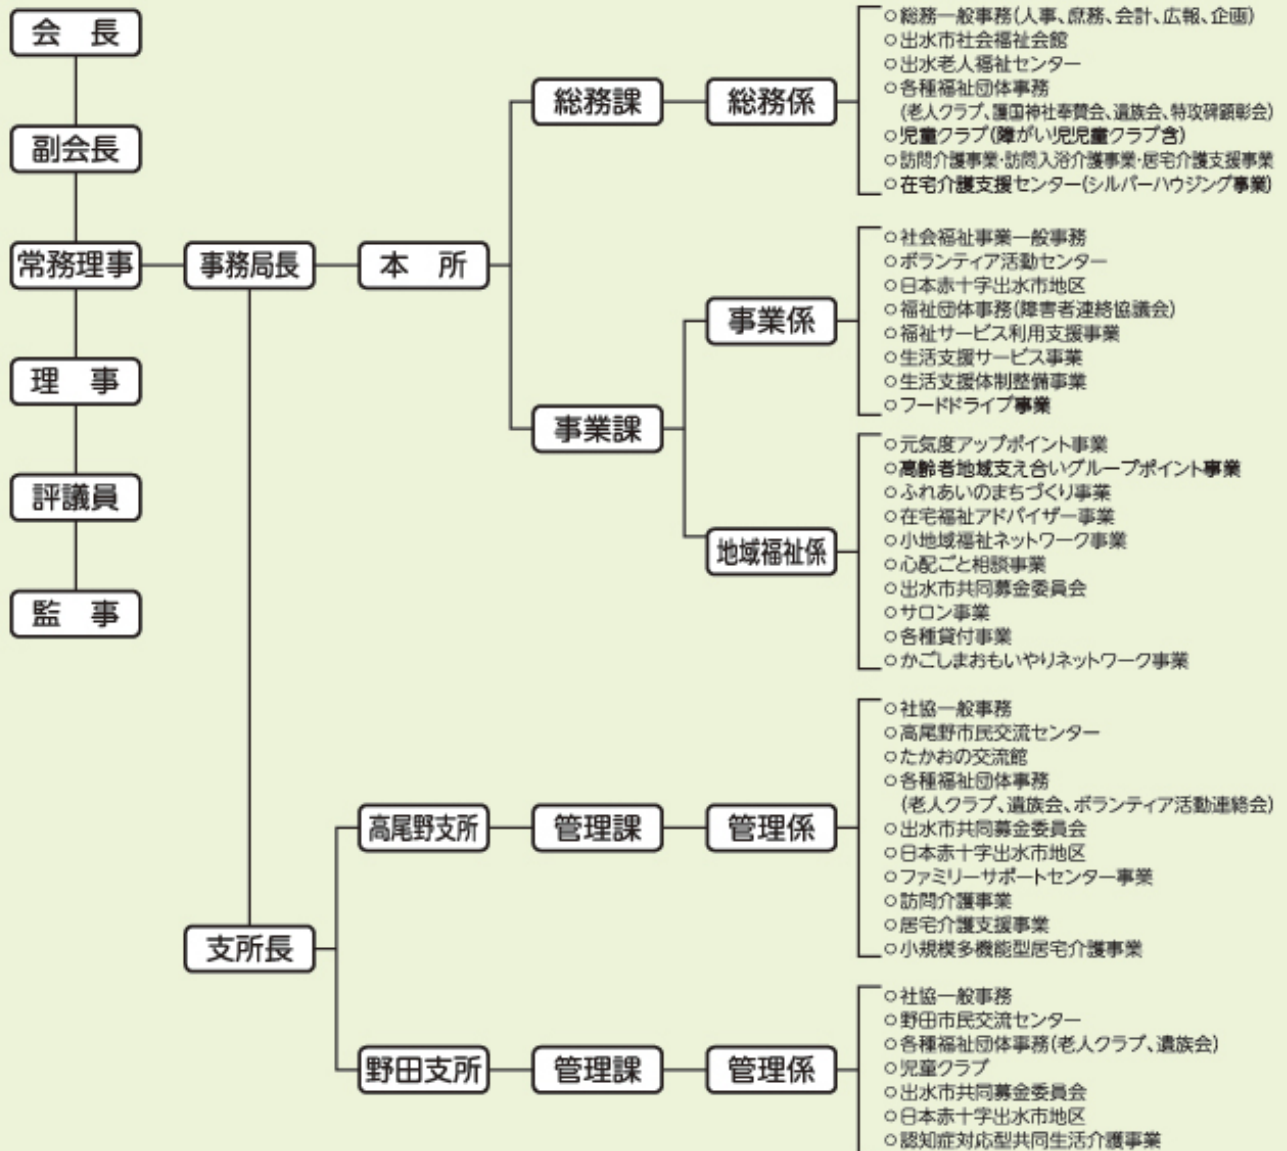 会　長
副会長
常務理事
理　事
評議員
監　事
事務局長
本　所
総務課
総務係
○総務一般事務(人事、庶務、会計、広報、企画)
○出水市社会福祉会館
○出水老人福祉センター
○各種福祉団体事務
(老人クラブ、護国神社奉賛会、遺族会、特攻碑顕彰会)
○児童クラブ(障がい児児童クラブ含)
○訪問介護事業・訪問入浴介護事業・居宅介護支援事業
○在宅介護支援センター(シルバーハウジング事業)
事業課
事業係
○社会福祉事業一般事務
○ボランティア活動センター
○日本赤十字出水市地区
○福祉団体事務(障害者連絡協議会)
○福祉サービス利用支援事業
○生活支援サービス事業
○生活支援体制整備事業
○フードドライブ事業
地域福祉係
○元気度アップポイント事業
○高齢者地域支え合いグループポイント事業
○ふれあいのまちづくり事業
○在宅福祉アドバイザー事業
○小地域福祉ネットワーク事業
○心配ごと相談事業
○出水市共同募金委員会
○サロン事業
○各種貸付事業
○かごしまおもいやりネットワーク事業
支所長
高尾野支所
管理課
管理係
○社協一般事務
○高尾野市民交流センター
○たかおの交流館
○各種福祉団体事務
(老人クラブ、遺族会、ボランティア活動連絡会)
○出水市共同募金委員会
○日本赤十字出水市地区
○ファミリーサポートセンター事業
○訪問介護事業
○居宅介護支援事業
○小規模多機能型居宅介護事業
野田支所
管理課
管理係
○社協一般事務
○野田市民交流センター
○各種福祉団体事務(老人クラブ、遺族会)
○児童クラブ
○出水市共同募金委員会
○日本赤十字出水市地区
○認知症対応型共同生活介護事業